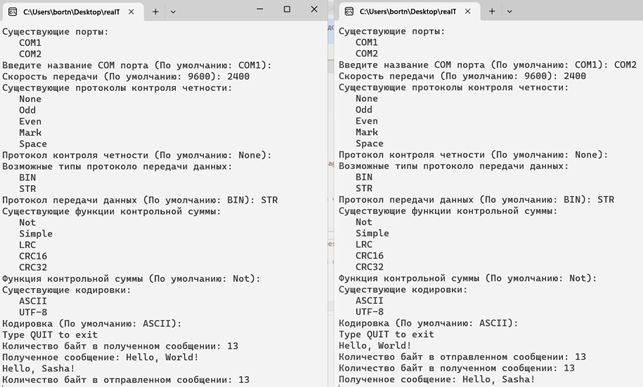 C:\Users\bortn\Desktop\realT
Существующие порты:
COM1
COM2
Введите название COM порта (По умолчанию: COM1):
Скорость передачи (По умолчанию: 9600): 2400
Существующие протоколы контроля четности:
None
Odd
Even
Mark
Space
Протокол контроля четности (По умолчанию: None):
Возможные типы протоколо передачи данных:
BIN
STR
Протокол передачи данных (По умолчанию: BIN): STR
Существующие функции контрольной суммы:
Not
Simple
LRC
CRC16
CRC32
Функция контрольной суммы (По умолчанию: Not):
Существующие кодировки:
ASCII
UTF-8
Кодировка (По умолчанию: ASCII):
Type QUIT to exit
Количество байт в полученном сообщении: 13
Полученное сообщение: Hello, World!
Hello, Sasha!
Количество байт в отправленном сообщении: 13
C:\Users\bortn\Desktop\realT
Существующие порты:
COM1
COM2
Введите название COM порта (По умолчанию: COM1): COM2
Скорость передачи (По умолчанию: 9600): 2400
Существующие протоколы контроля четности:
None
Odd
Even
Mark
Space
Протокол контроля четности (По умолчанию: None):
Возможные типы протоколо передачи данных:
BIN
STR
Протокол передачи данных (По умолчанию: BIN): STR
Существующие функции контрольной суммы:
Not
Simple
LRC
CRC16
CRC32
Функция контрольной суммы (По умолчанию: Not):
Существующие кодировки:
ASCII
UTF-8
Кодировка (По умолчанию: ASCII):
Type QUIT to exit
Hello, World!
Количество байт в отправленном сообщении: 13
Количество байт в полученном сообщении: 13
Полученное сообщение: Hello, Sasha!